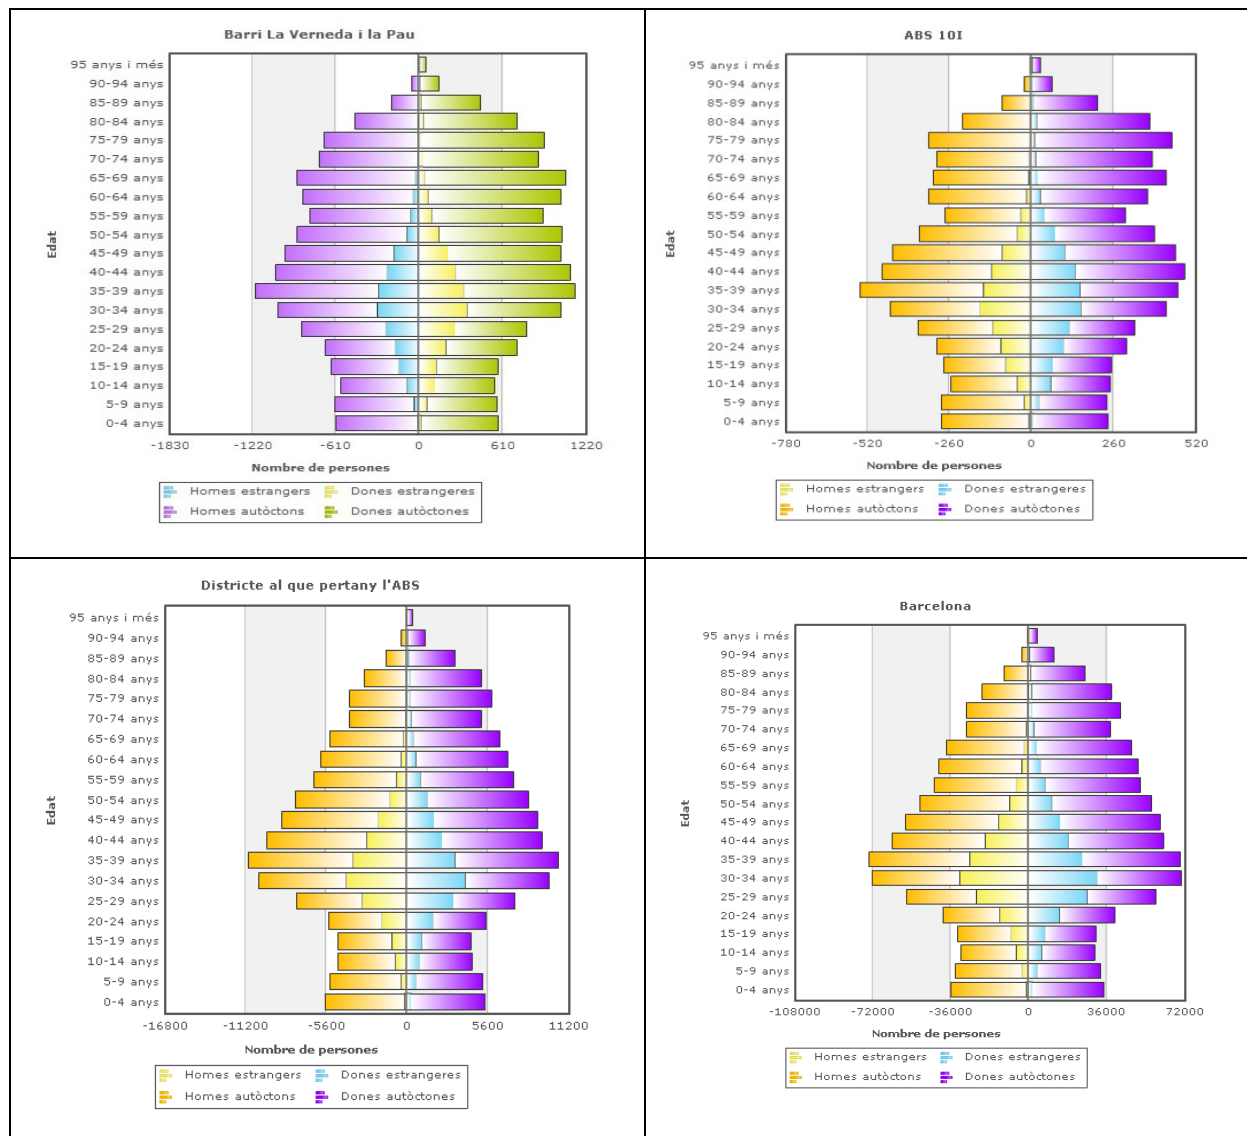 Barri La Verneda i la Pau
95 anys i més
90-94 anys
85-89 anys
80-84 anys
75-79 anys
70-74 anys
65-69 anys
60-64 anys
55-59 anys
50-54 anys
45-49 anys
40-44 anys
35-39 anys
30-34 anys
25-29 anys
20-24 anys
15-19 anys
10-14 anys
5-9 anys
0-4 anys
Edat
-1830 -1220 -610 0 610 1220
Nombre de persones
Homes estrangers Dones estrangeres
Homes autòctons Dones autòctones
ABS 10I
95 anys i més
90-94 anys
85-89 anys
80-84 anys
75-79 anys
70-74 anys
65-69 anys
60-64 anys
55-59 anys
50-54 anys
45-49 anys
40-44 anys
35-39 anys
30-34 anys
25-29 anys
20-24 anys
15-19 anys
10-14 anys
5-9 anys
0-4 anys
Edat
-780 -520 -260 0 260 520
Nombre de persones
Homes estrangers Dones estrangeres
Homes autòctons Dones autòctones
Districte al que pertany l'ABS
95 anys i més
90-94 anys
85-89 anys
80-84 anys
75-79 anys
70-74 anys
65-69 anys
60-64 anys
55-59 anys
50-54 anys
45-49 anys
40-44 anys
35-39 anys
30-34 anys
25-29 anys
20-24 anys
15-19 anys
10-14 anys
5-9 anys
0-4 anys
Edat
-16800 -11200 -5600 0 5600 11200
Nombre de persones
Homes estrangers Dones estrangeres
Homes autòctons Dones autòctones
Barcelona
95 anys i més
90-94 anys
85-89 anys
80-84 anys
75-79 anys
70-74 anys
65-69 anys
60-64 anys
55-59 anys
50-54 anys
45-49 anys
40-44 anys
35-39 anys
30-34 anys
25-29 anys
20-24 anys
15-19 anys
10-14 anys
5-9 anys
0-4 anys
Edat
-108000 -72000 -36000 0 36000 72000
Nombre de persones
Homes estrangers Dones estrangeres
Homes autòctons Dones autòctones